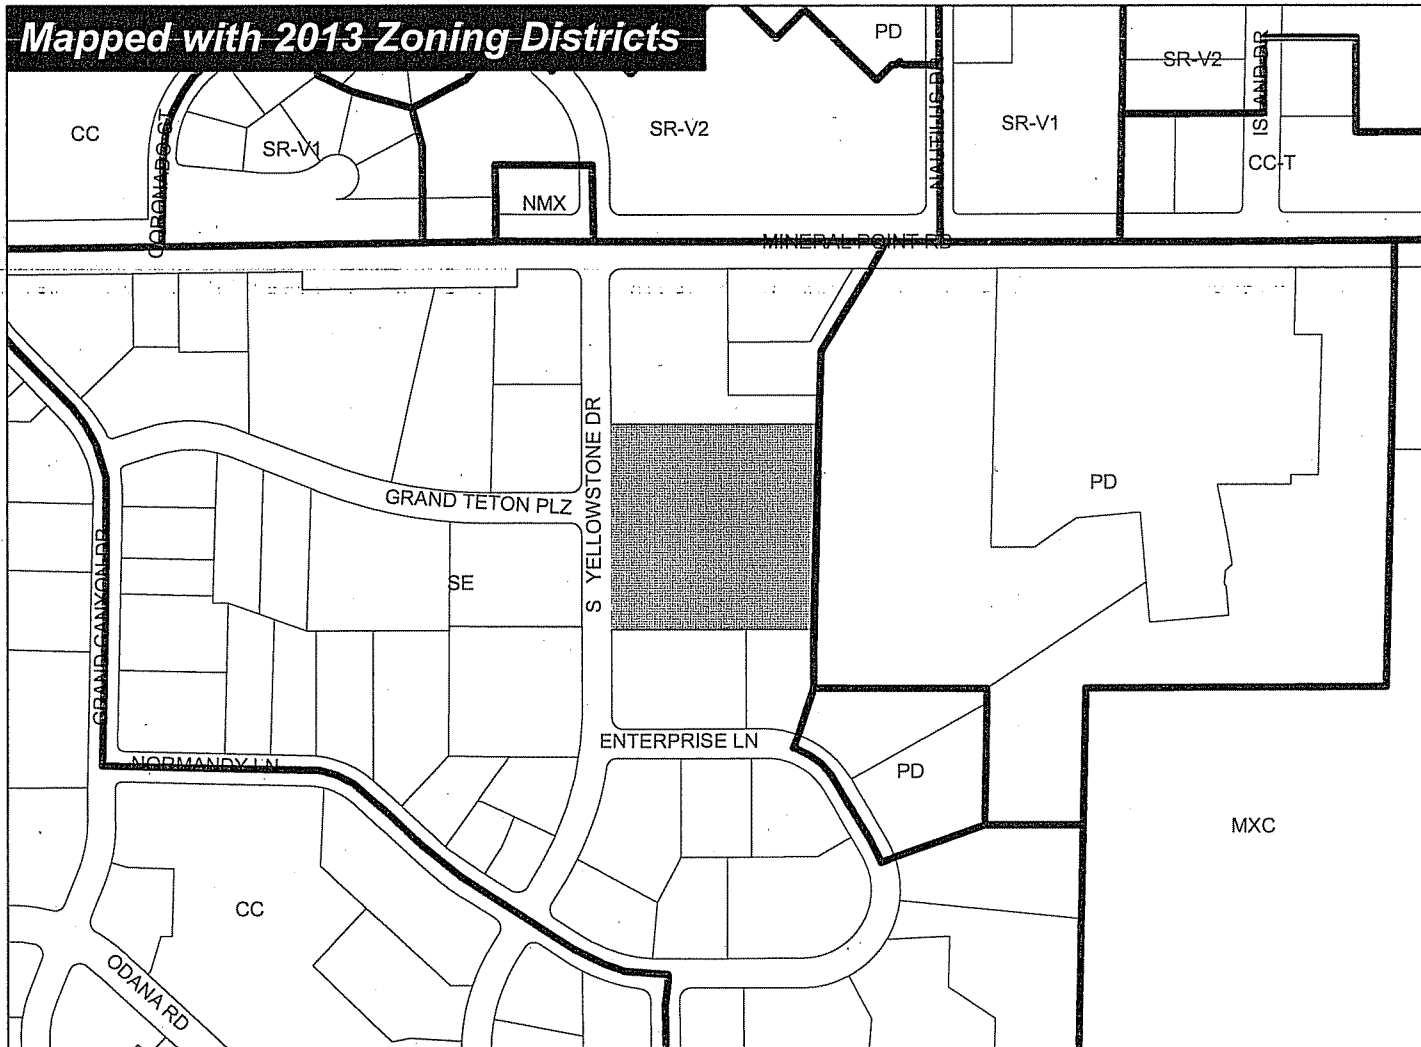 Mapped with 2013 Zoning Districts
PD
SR-V2
ISLAND DR
NAUTILUS DR
CC
CORONADO CT
SR-V1
SR-V2
SR-V1
CC-T
NMX
MINERAL POINT RD
S YELLOWSTONE DR
PD
GRAND TETON PLZ
GRAND CANYON DR
SE
ENTERPRISE LN
NORMANDY LN
PD
MXC
CC
ODANA RD